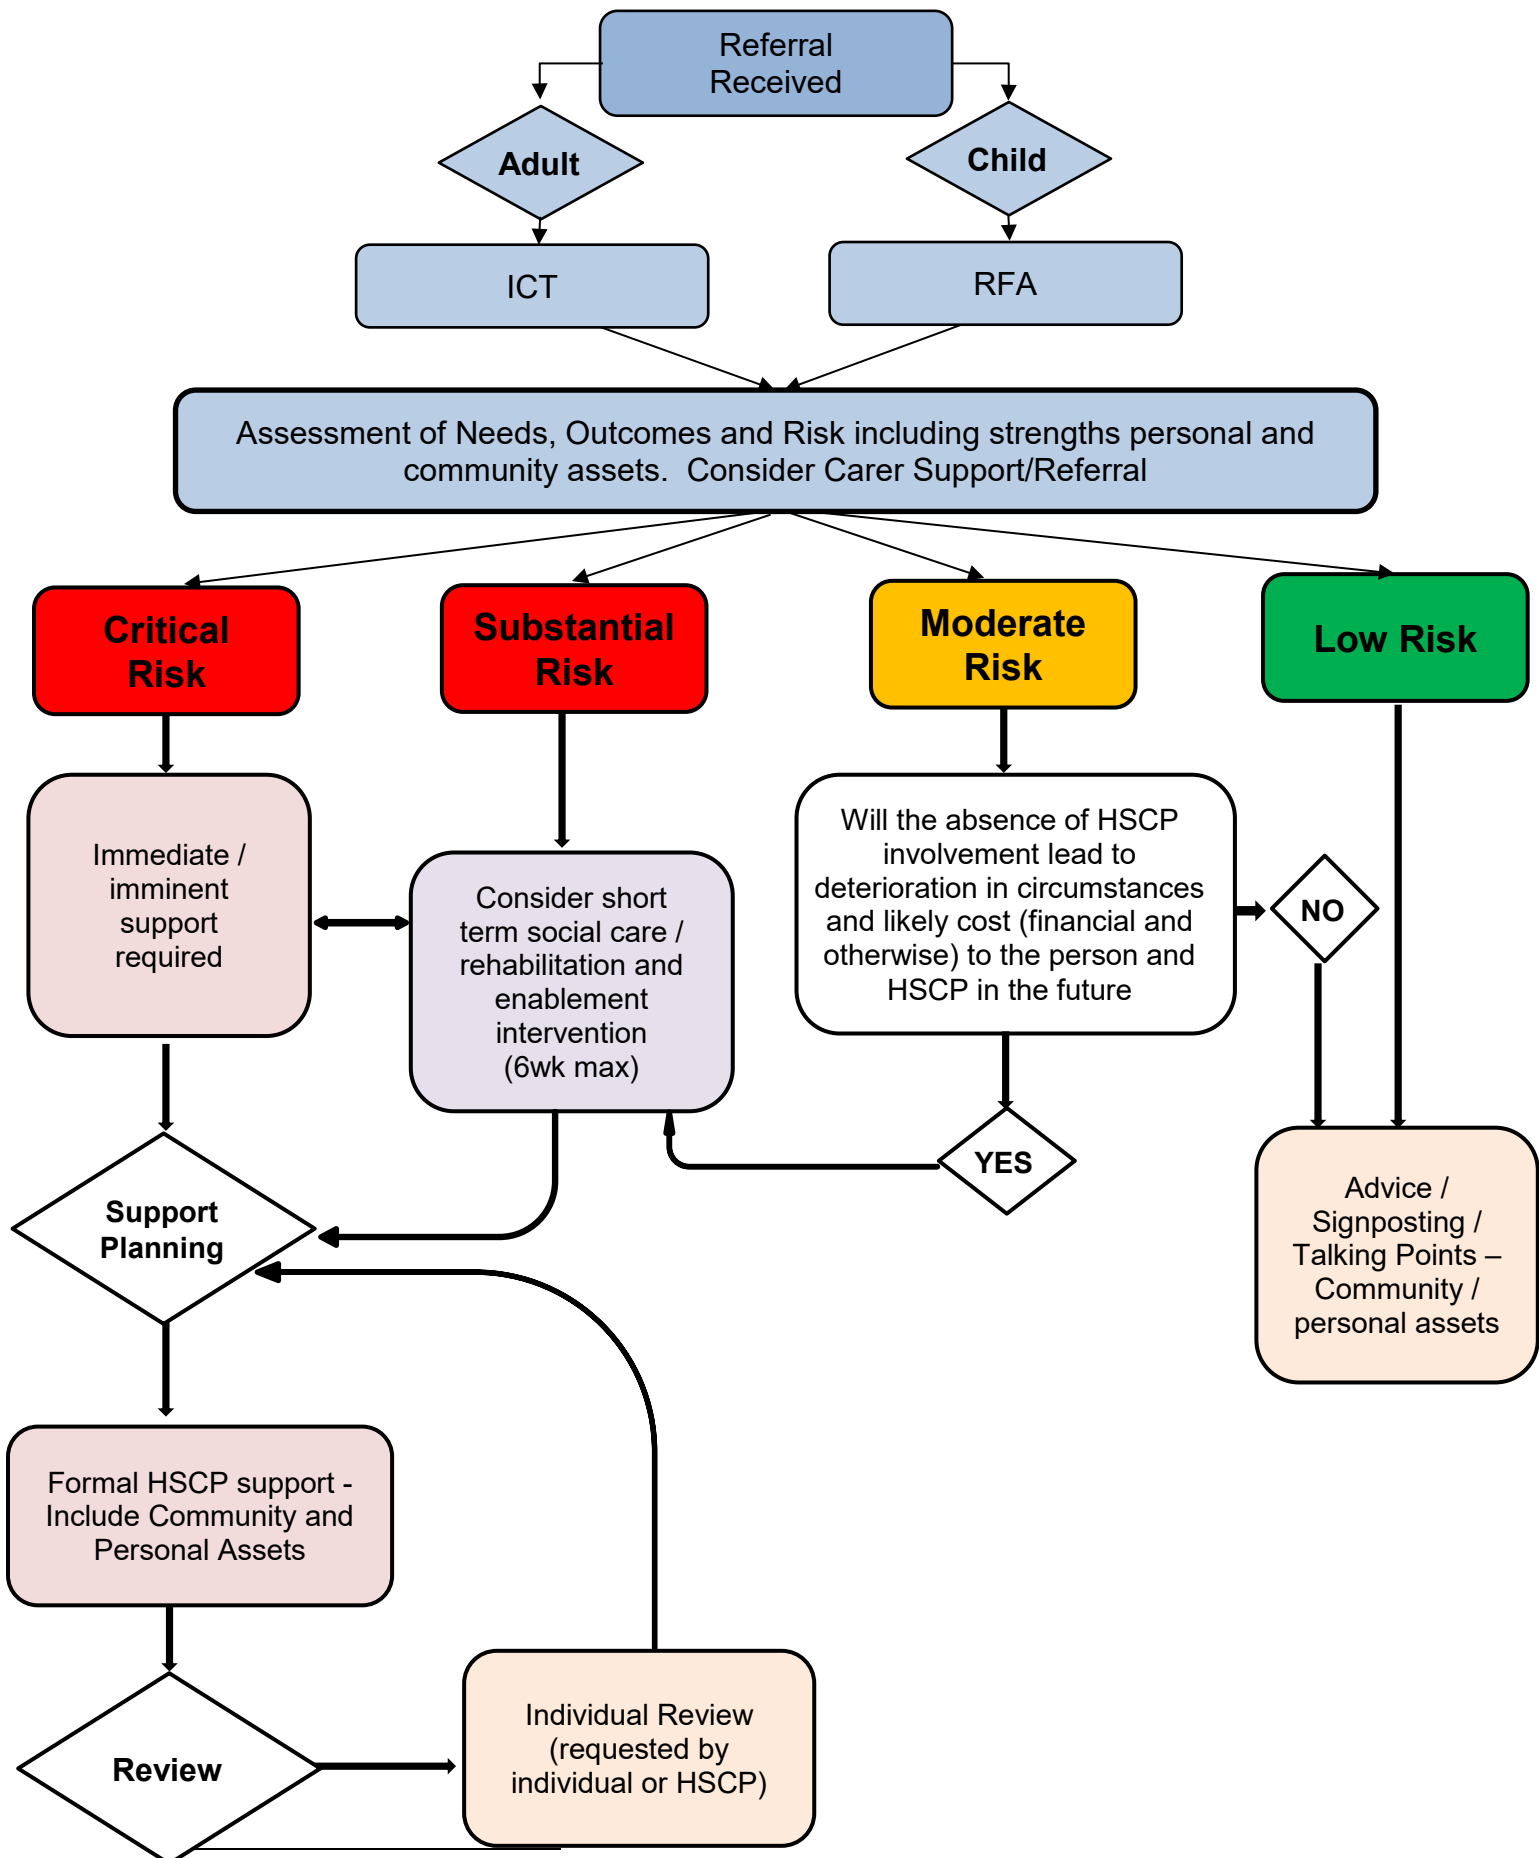 Referral
Received
Adult
Child
ICT
RFA
Assessment of Needs, Outcomes and Risk including strengths personal and
community assets.  Consider Carer Support/Referral
Critical
Risk
Substantial
Risk
Moderate
Risk
Low Risk
Immediate /
imminent
support
required
Consider short
term social care /
rehabilitation and
enablement
intervention
(6wk max)
Will the absence of HSCP
involvement lead to
deterioration in circumstances
and likely cost (financial and
otherwise) to the person and
HSCP in the future
NO
YES
Support
Planning
Advice /
Signposting /
Talking Points –
Community /
personal assets
Formal HSCP support -
Include Community and
Personal Assets
Review
Individual Review
(requested by
individual or HSCP)